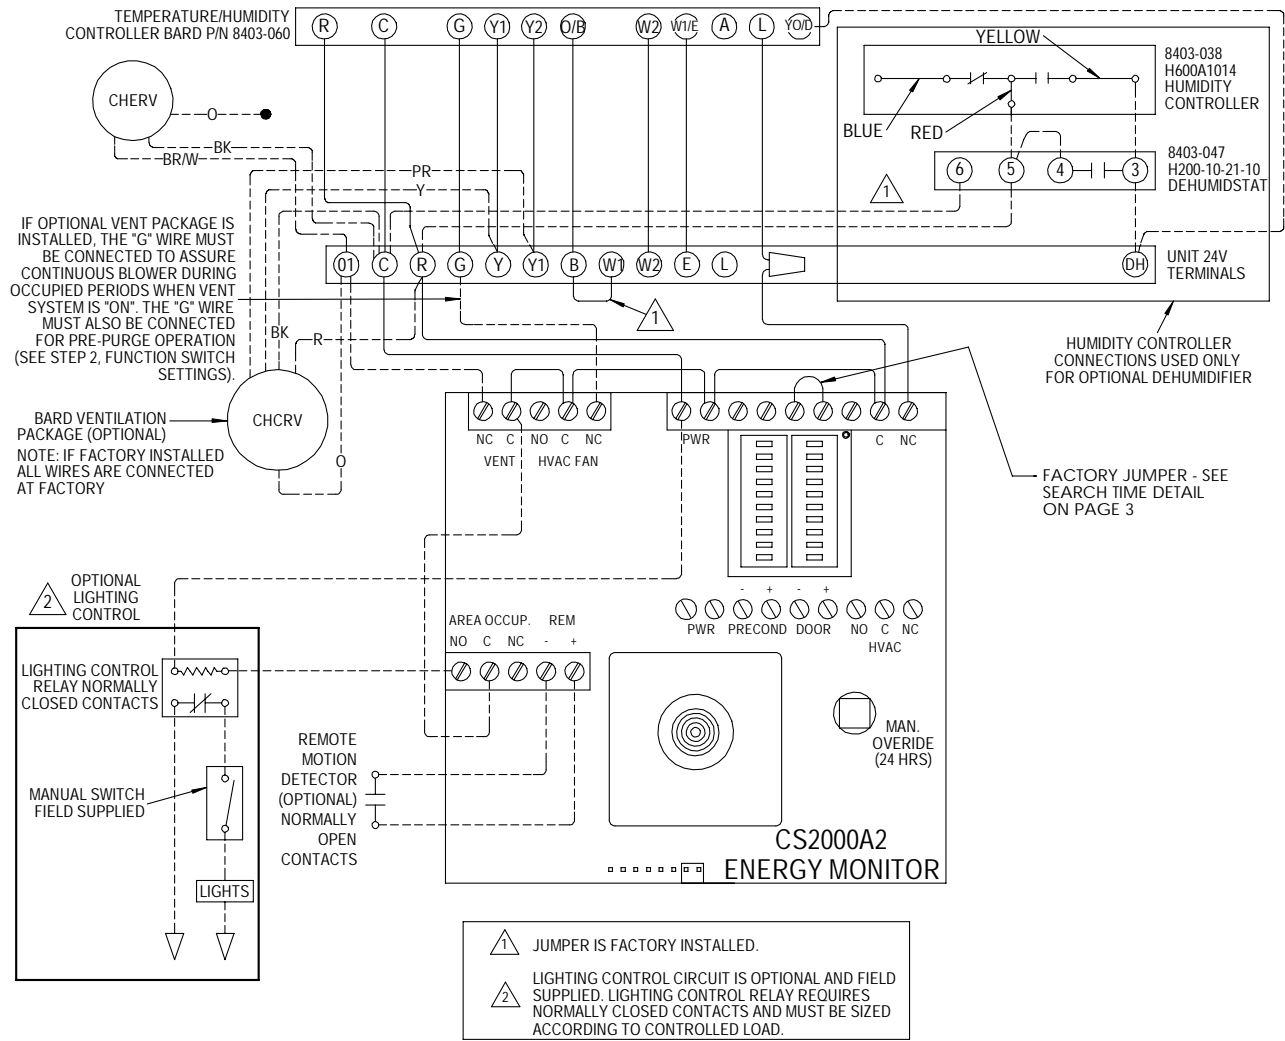 TEMPERATURE/HUMIDITY
CONTROLLER BARD P/N 8403-060
R C G Y1 Y2 O/B W2 W1/E A L YO/D
YELLOW
8403-038
H600A1014
HUMIDITY
CONTROLLER
BLUE
RED
CHERV
O
BK
BR/W
PR
Y
8403-047
H200-10-21-10
DEHUMIDSTAT
6 5 4 3
1
IF OPTIONAL VENT PACKAGE IS
INSTALLED, THE "G" WIRE MUST
BE CONNECTED TO ASSURE
CONTINUOUS BLOWER DURING
OCCUPIED PERIODS WHEN VENT
SYSTEM IS "ON". THE "G" WIRE
MUST ALSO BE CONNECTED
FOR PRE-PURGE OPERATION
(SEE STEP 2, FUNCTION SWITCH
SETTINGS).
01 C R G Y Y1 B W1 W2 E L DH
UNIT 24V
TERMINALS
1
BK
R
HUMIDITY CONTROLLER
CONNECTIONS USED ONLY
FOR OPTIONAL DEHUMIDIFIER
BARD VENTILATION
PACKAGE (OPTIONAL)
NOTE: IF FACTORY INSTALLED
ALL WIRES ARE CONNECTED
AT FACTORY
CHCRV
O
NC C NO C NC
VENT HVAC FAN
PWR C NC
FACTORY JUMPER - SEE
SEARCH TIME DETAIL
ON PAGE 3
2
OPTIONAL
LIGHTING
CONTROL
- + - +
PWR PRECOND DOOR NO C NC
HVAC
AREA OCCUP. REM
NO C NC - +
LIGHTING CONTROL
RELAY NORMALLY
CLOSED CONTACTS
MANUAL SWITCH
FIELD SUPPLIED
LIGHTS
REMOTE
MOTION
DETECTOR
(OPTIONAL)
NORMALLY
OPEN
CONTACTS
MAN.
OVERIDE
(24 HRS)
CS2000A2
ENERGY MONITOR
1 JUMPER IS FACTORY INSTALLED.
2 LIGHTING CONTROL CIRCUIT IS OPTIONAL AND FIELD
SUPPLIED. LIGHTING CONTROL RELAY REQUIRES
NORMALLY CLOSED CONTACTS AND MUST BE SIZED
ACCORDING TO CONTROLLED LOAD.